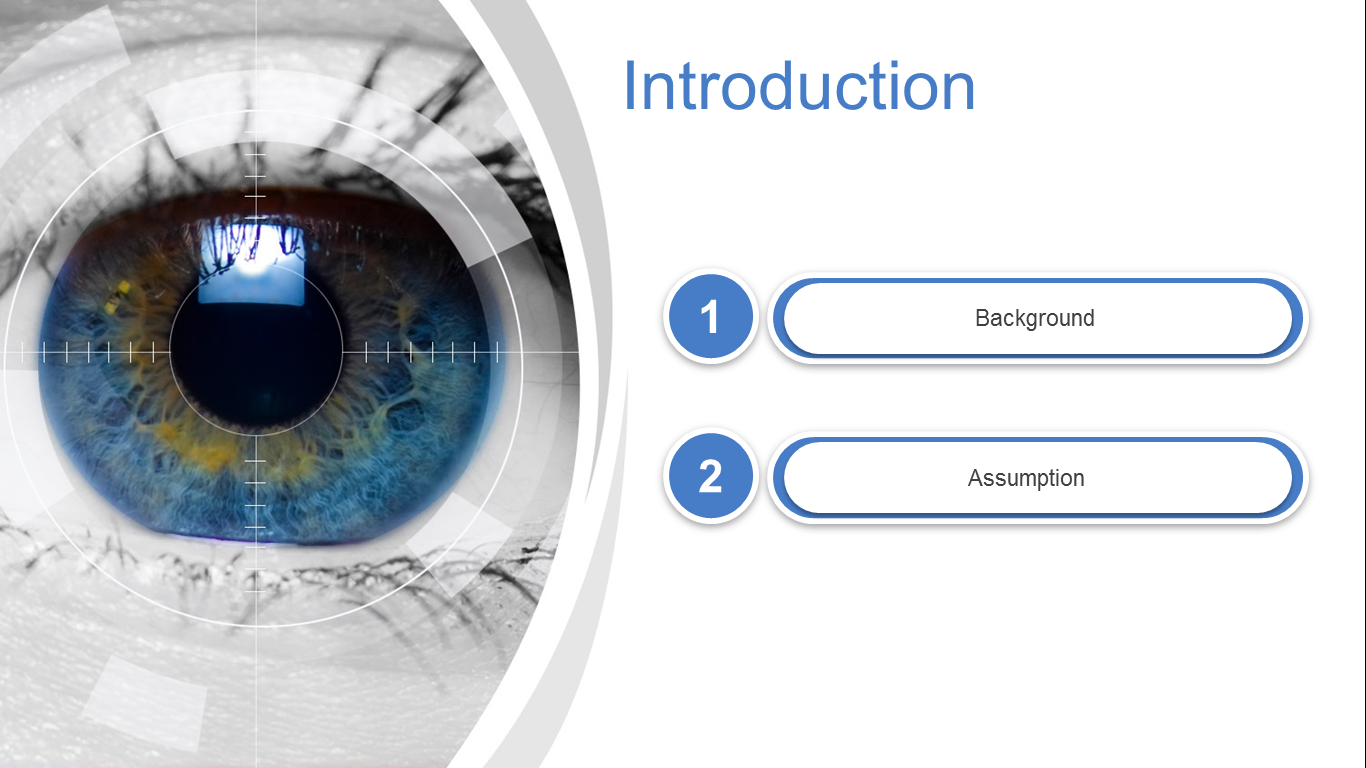 Introduction
1
Background
2
Assumption